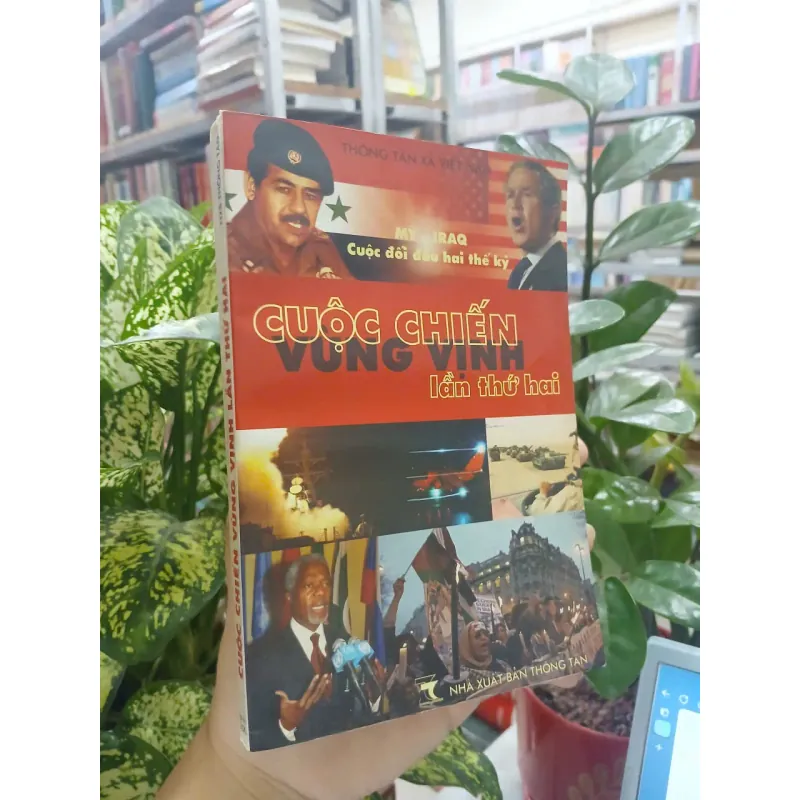 THÔNG TẤN XÃ VIỆT NAM
MỸ - IRAQ
Cuộc đối đầu hai thế kỷ
CUỘC CHIẾN
VÙNG VỊNH
lần thứ hai
NHÀ XUẤT BẢN THÔNG TẤN
CUỘC CHIẾN VÙNG VỊNH LẦN THỨ HAI